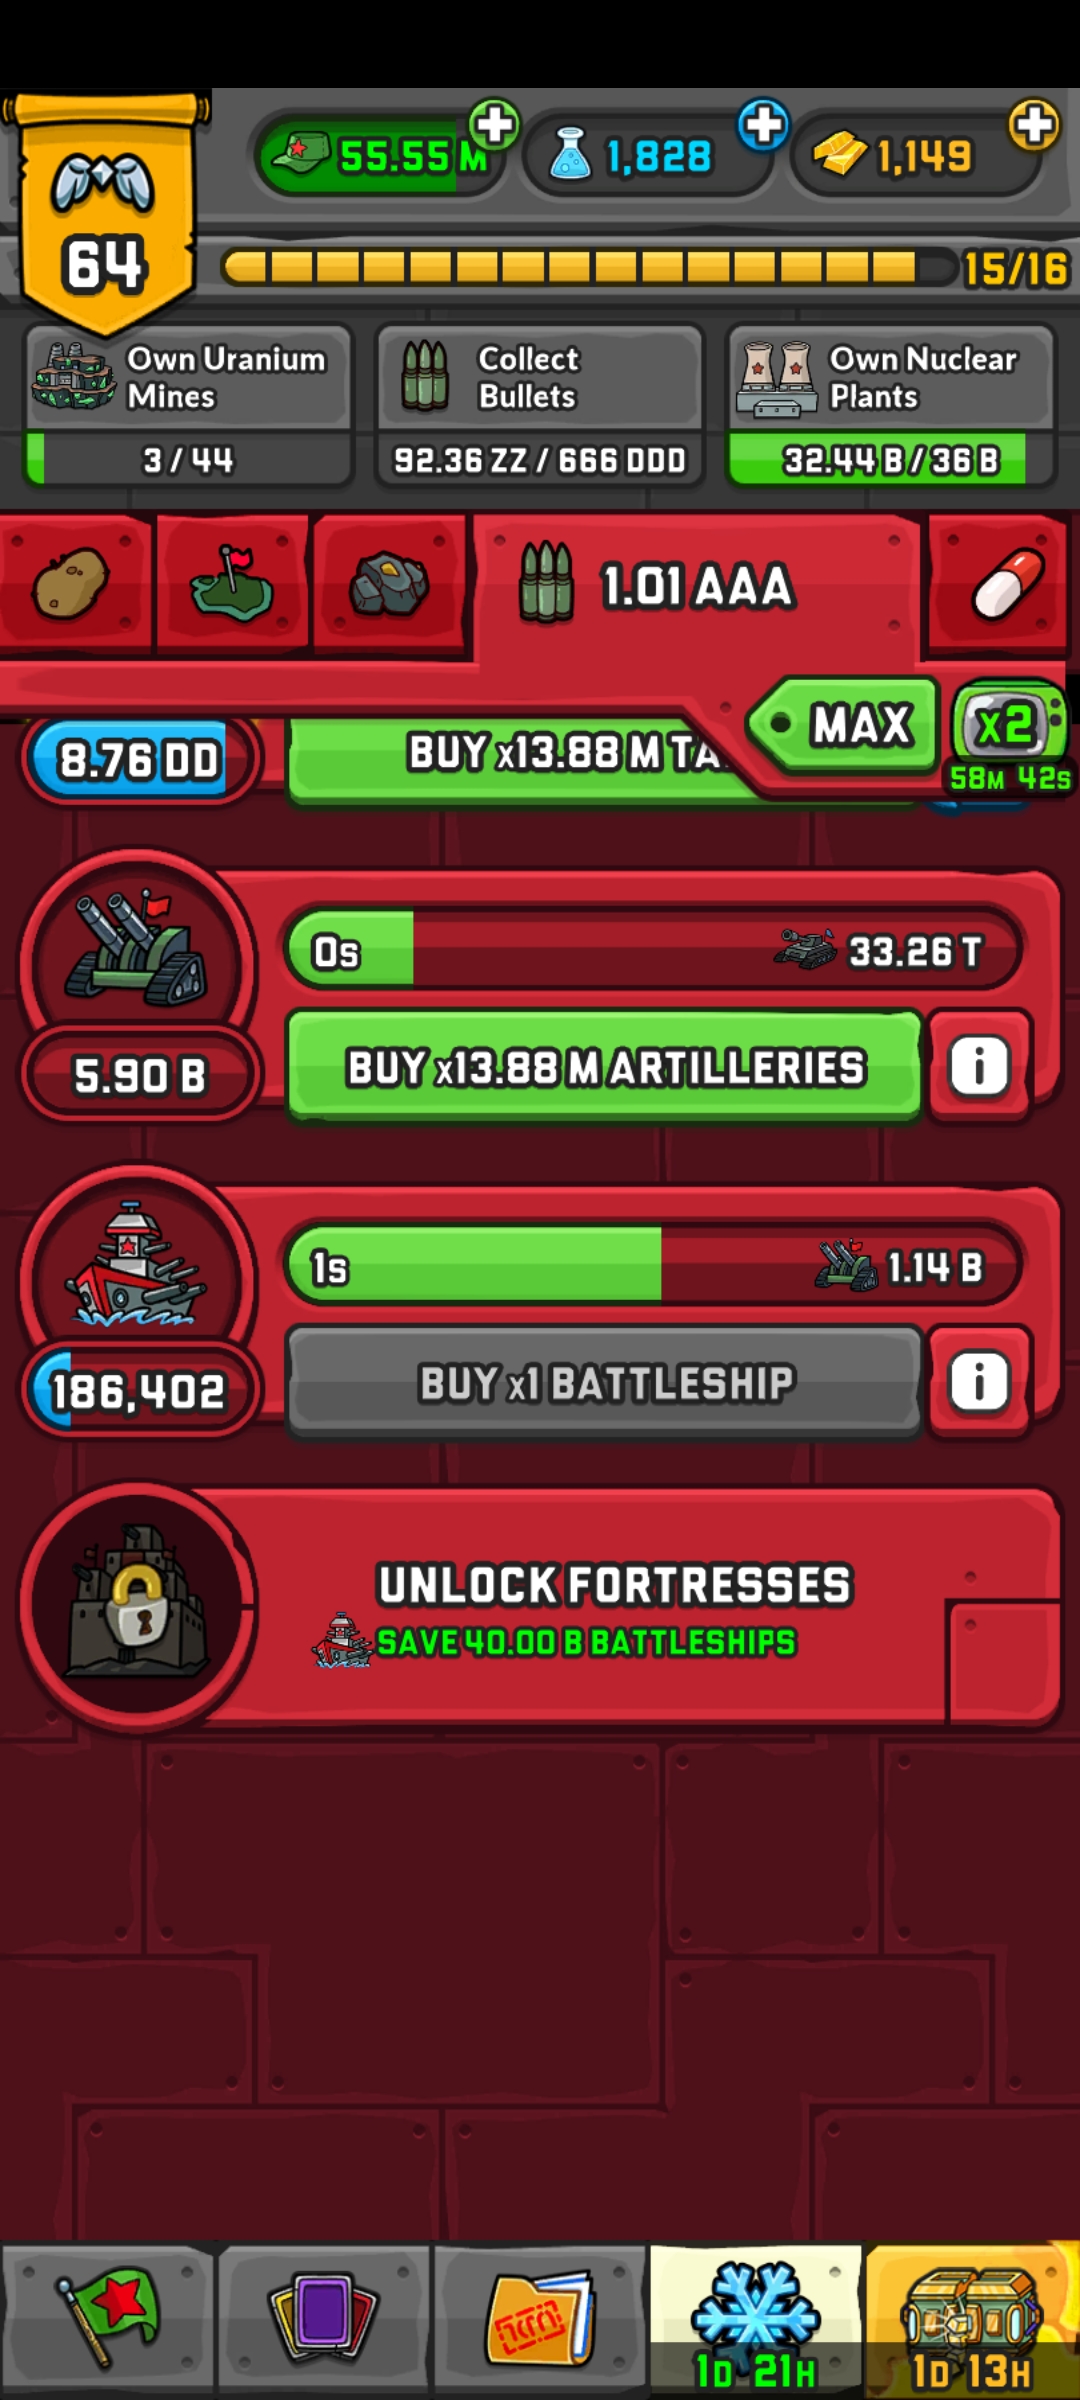 55.55 M
1,828
1,149
64
15/16
Own Uranium
Mines
3 / 44
Collect
Bullets
92.36 ZZ / 666 DDD
Own Nuclear
Plants
32.44 B / 36 B
1.01 AAA
MAX
X2
58M 42S
8.76 DD
BUY x13.88 M TA
0s
33.26 T
5.90 B
BUY x13.88 M ARTILLERIES
i
1s
1.14 B
186,402
BUY x1 BATTLESHIP
i
UNLOCK FORTRESSES
SAVE 40.00 B BATTLESHIPS
1D 21H
1D 13H